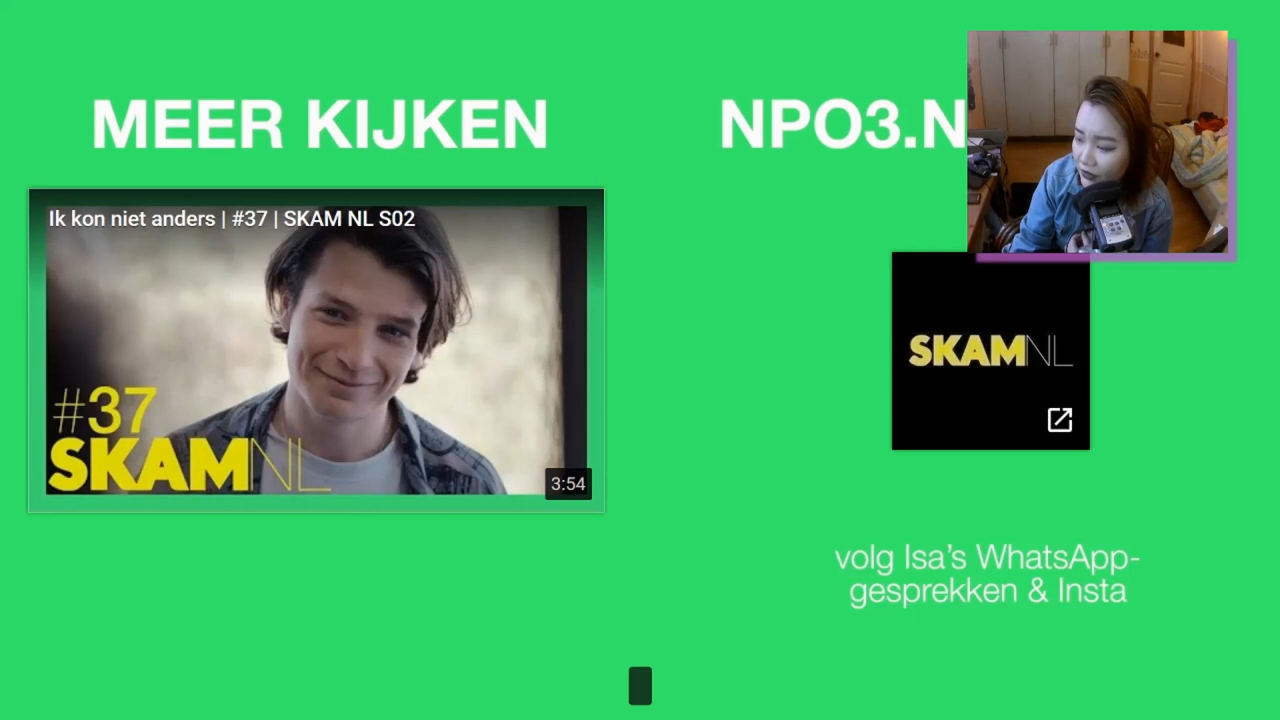 MEER KIJKEN
NPO3.N
Ik kon niet anders | #37 | SKAM NL S02
#37
SKAMNL
3:54
SKAMNL
volg Isa's WhatsApp-
gesprekken & Insta